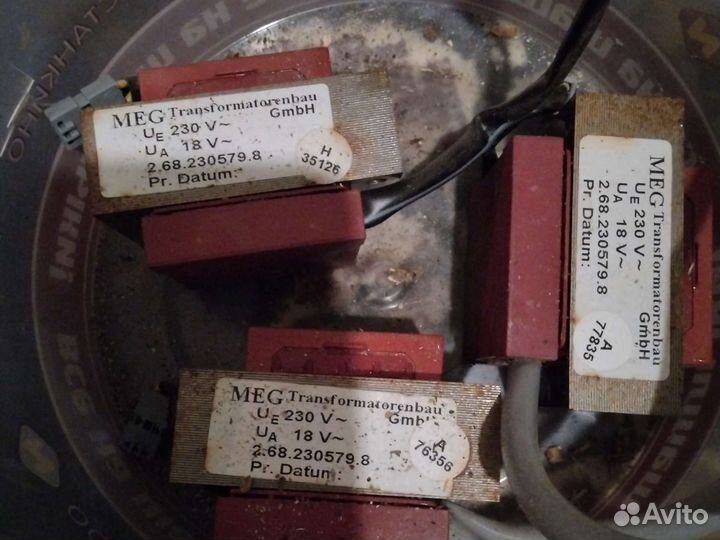 MEG Transformatorenbau
GmbH
UE 230 V~
UA 18 V~
2.68.230579.8
Pr. Datum:
H
35126
MEG Transformatorenbau
GmbH
UE 230 V~
UA 18 V~
2.68.230579.8
Pr. Datum:
A
77835
MEG Transformatorenbau
GmbH
UE 230 V~
UA 18 V~
2.68.230579.8
Pr. Datum:
A
76356
Avito